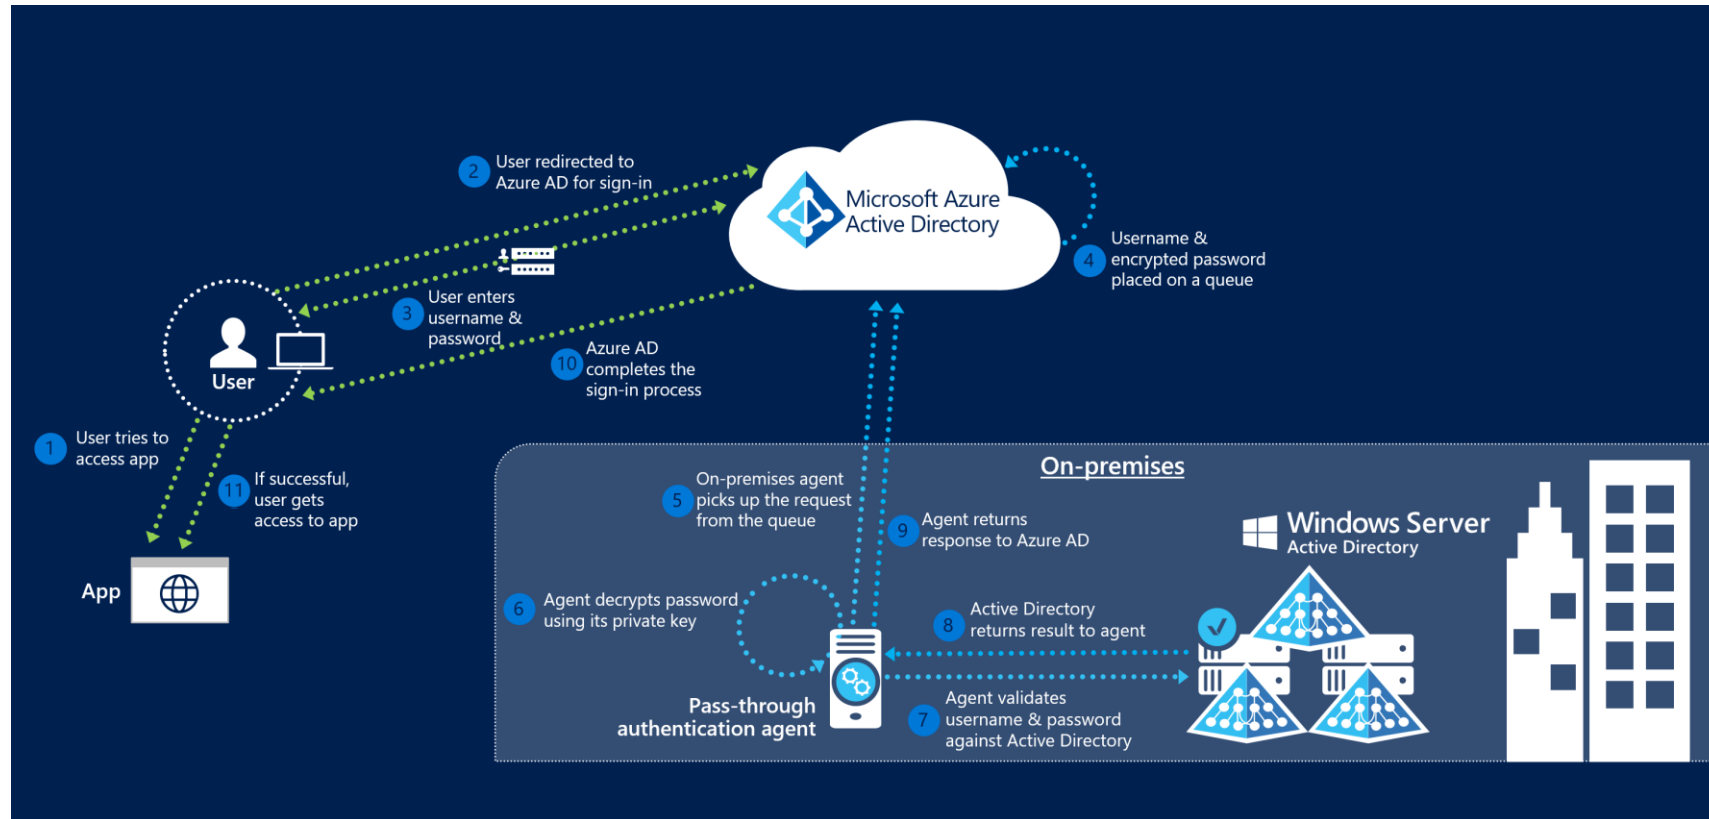 2
User redirected to
Azure AD for sign-in
Microsoft Azure
Active Directory
4
Username &
encrypted password
placed on a queue
3
User enters
username &
password
User
10
Azure AD
completes the
sign-in process
1
User tries to
access app
11
If successful,
user gets
access to app
App
On-premises
5
On-premises agent
picks up the request
from the queue
9
Agent returns
response to Azure AD
Windows Server
Active Directory
6
Agent decrypts password
using its private key
8
Active Directory
returns result to agent
Pass-through
authentication agent
7
Agent validates
username & password
against Active Directory